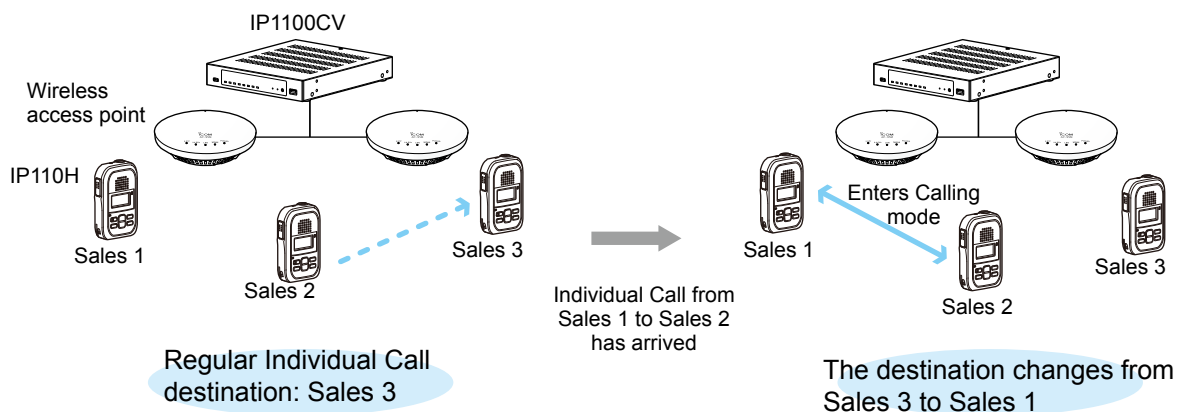 IP1100CV
Wireless
access point
IP110H
Sales 1
Sales 2
Sales 3
Regular Individual Call
destination: Sales 3
Individual Call from
Sales 1 to Sales 2
has arrived
Enters Calling
mode
Sales 1
Sales 2
Sales 3
The destination changes from
Sales 3 to Sales 1